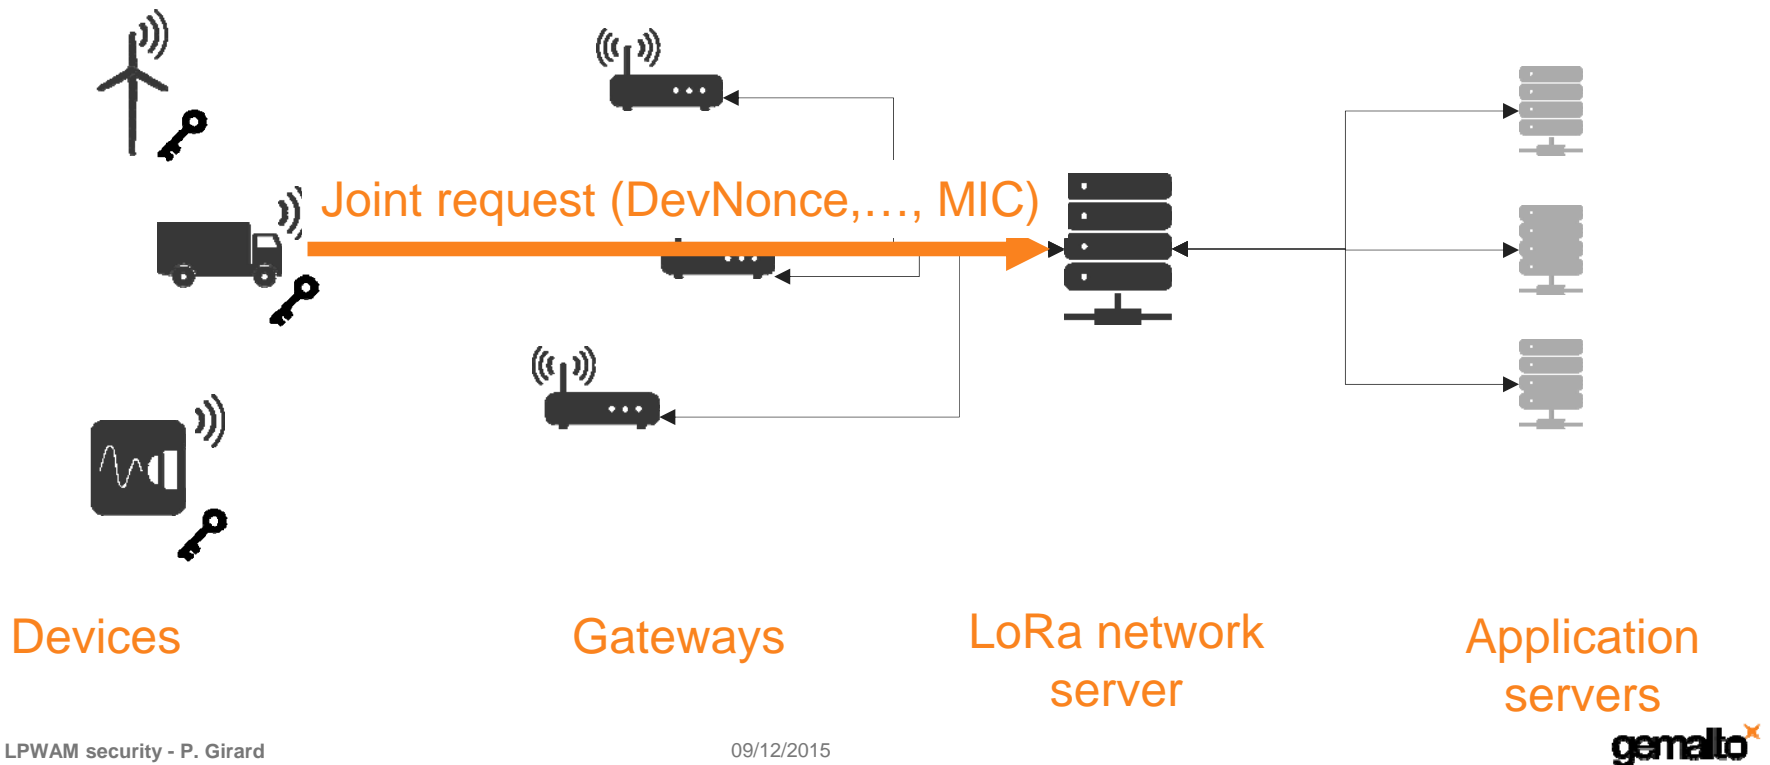 Joint request (DevNonce,…, MIC)
Devices
Gateways
LoRa network
server
Application
servers
LPWAM security - P. Girard
09/12/2015
gemalto